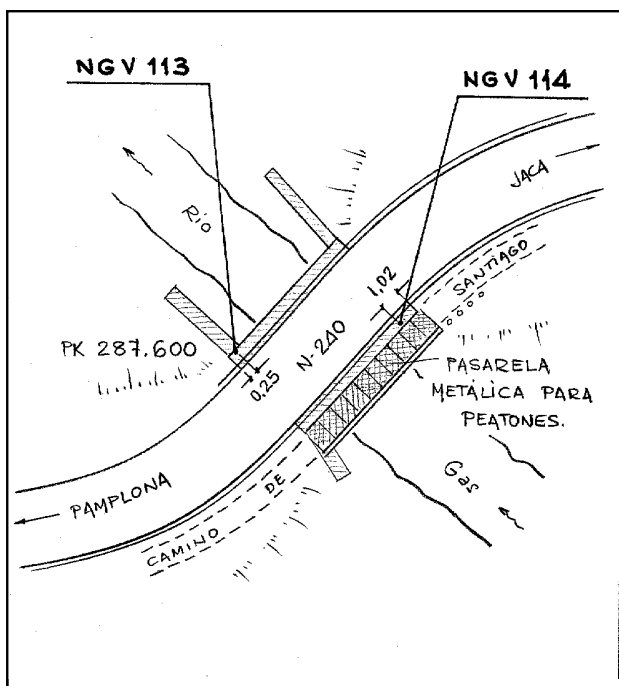 NGV 113
NGV 114
JACA
Río
SANTIAGO
1,02
PK 287.600
0.25
N-240
PASARELA
METÁLICA PARA
PEATONES.
Gas
PAMPLONA
CAMINO DE